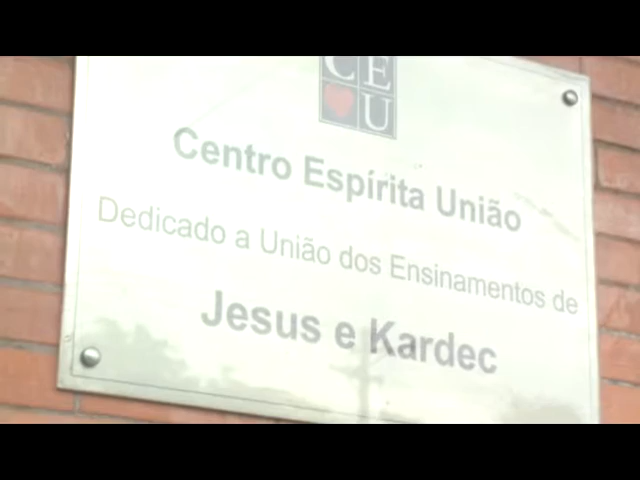 CE
U
Centro Espírita União
Dedicado a União dos Ensinamentos de
Jesus e Kardec